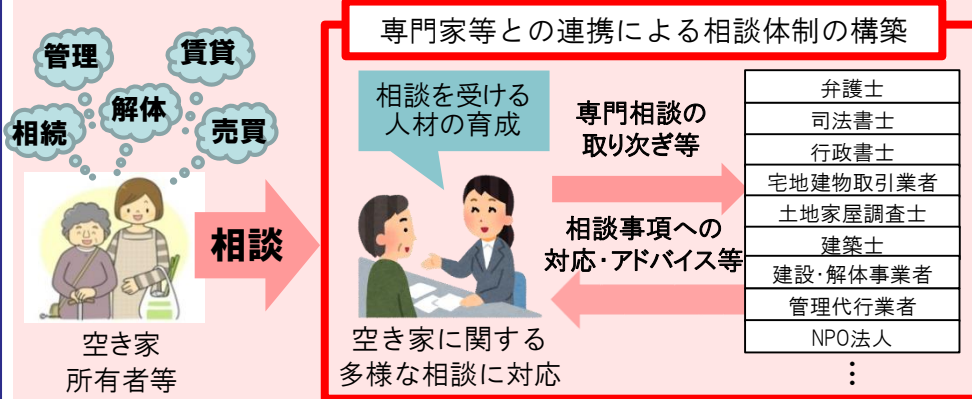 専門家等との連携による相談体制の構築
管理
賃貸
解体
相続
売買
相談
空き家
所有者等
相談を受ける
人材の育成
空き家に関する
多様な相談に対応
専門相談の
取り次ぎ等
相談事項への
対応・アドバイス等
弁護士
司法書士
行政書士
宅地建物取引業者
土地家屋調査士
建築士
建設・解体事業者
管理代行業者
NPO法人
⋮